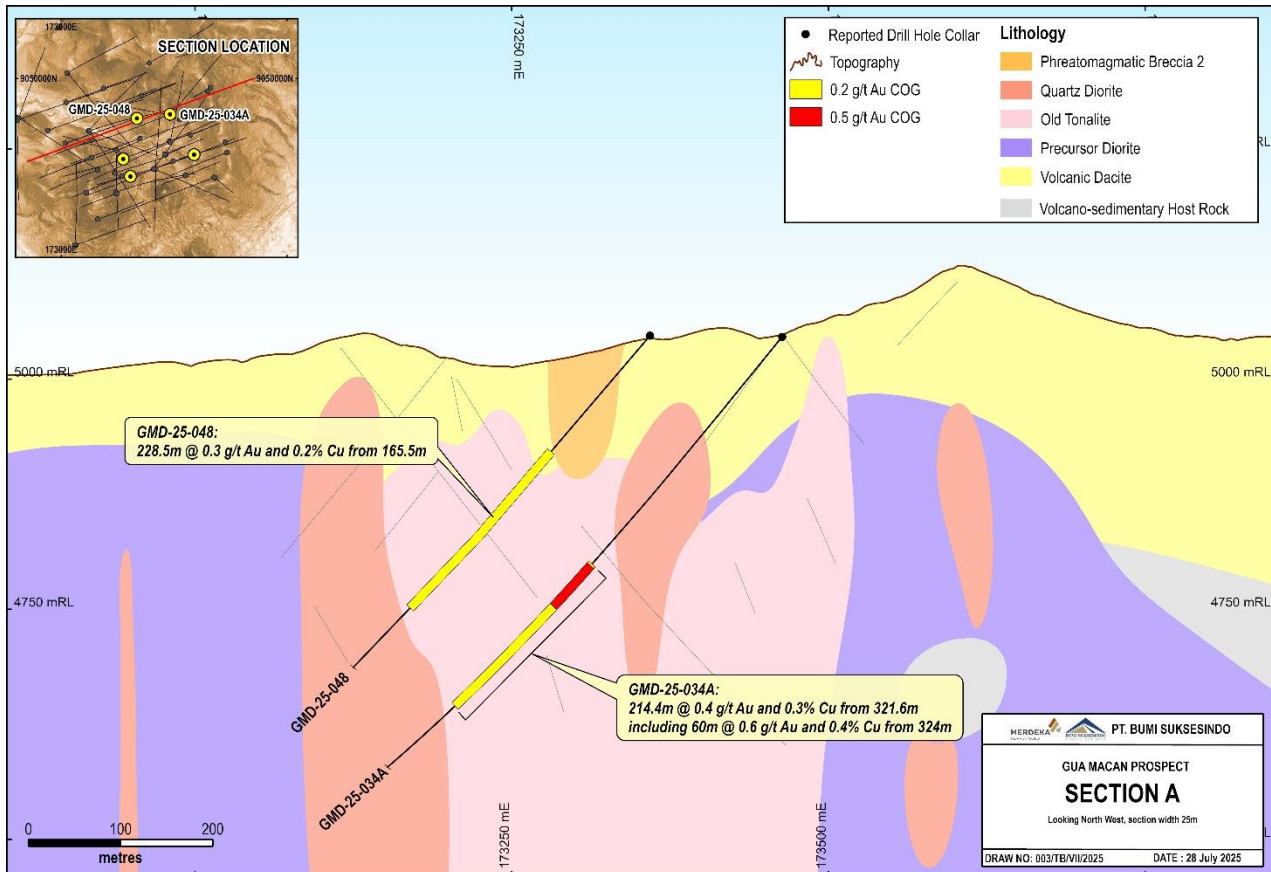 173000E
SECTION LOCATION
9050000N
9050000N
GMD-25-048
GMD-25-034A
173000E
173250 mE
Reported Drill Hole Collar
Topography
0.2 g/t Au COG
0.5 g/t Au COG
Lithology
Phreatomagmatic Breccia 2
Quartz Diorite
Old Tonalite
Precursor Diorite
Volcanic Dacite
Volcano-sedimentary Host Rock
5000 mRL
5000 mRL
GMD-25-048:
228.5m @ 0.3 g/t Au and 0.2% Cu from 165.5m
4750 mRL
4750 mRL
GMD-25-048
GMD-25-034A:
214.4m @ 0.4 g/t Au and 0.3% Cu from 321.6m
including 60m @ 0.6 g/t Au and 0.4% Cu from 324m
GMD-25-034A
0 100 200
metres
173250 mE
173500 mE
MERDEKA
BUMI SUKSESINDO
PT. BUMI SUKSESINDO
GUA MACAN PROSPECT
SECTION A
Looking North West, section width 25m
DRAW NO: 003/TB/VII/2025
DATE : 28 July 2025